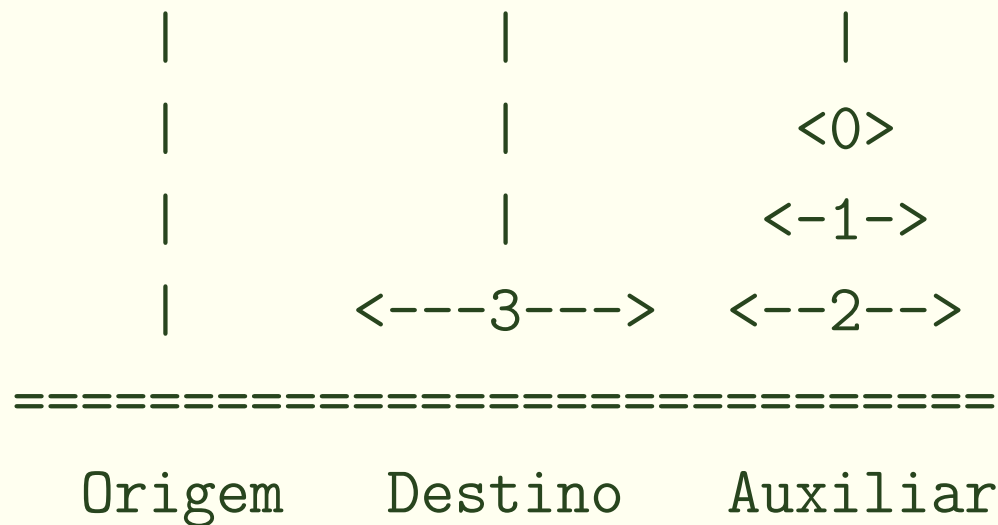 |         |         |
|         |        <0>
|         |       <-1->
|     <---3---> <--2-->
=============================
Origem   Destino   Auxiliar